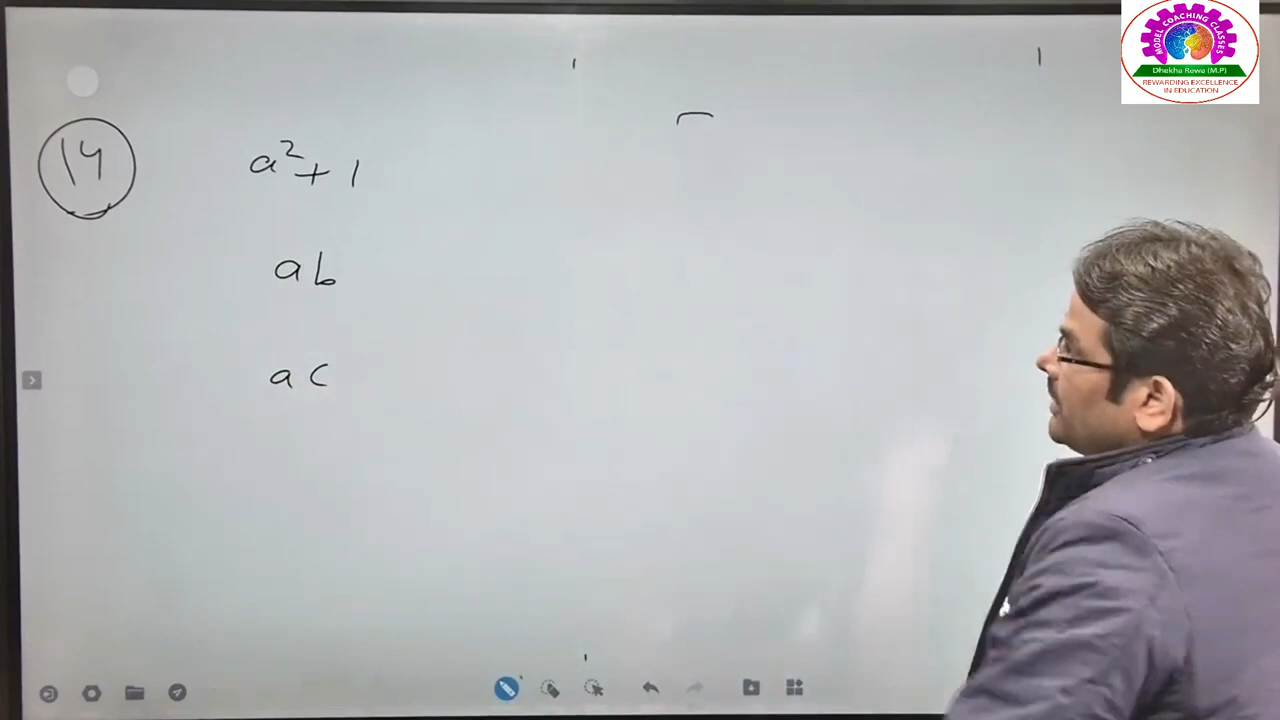 14
a² + 1
ab
ac
MODEL COACHING CLASSES
Dhekha Rewa (M.P)
REWARDING EXCELLENCE
IN EDUCATION